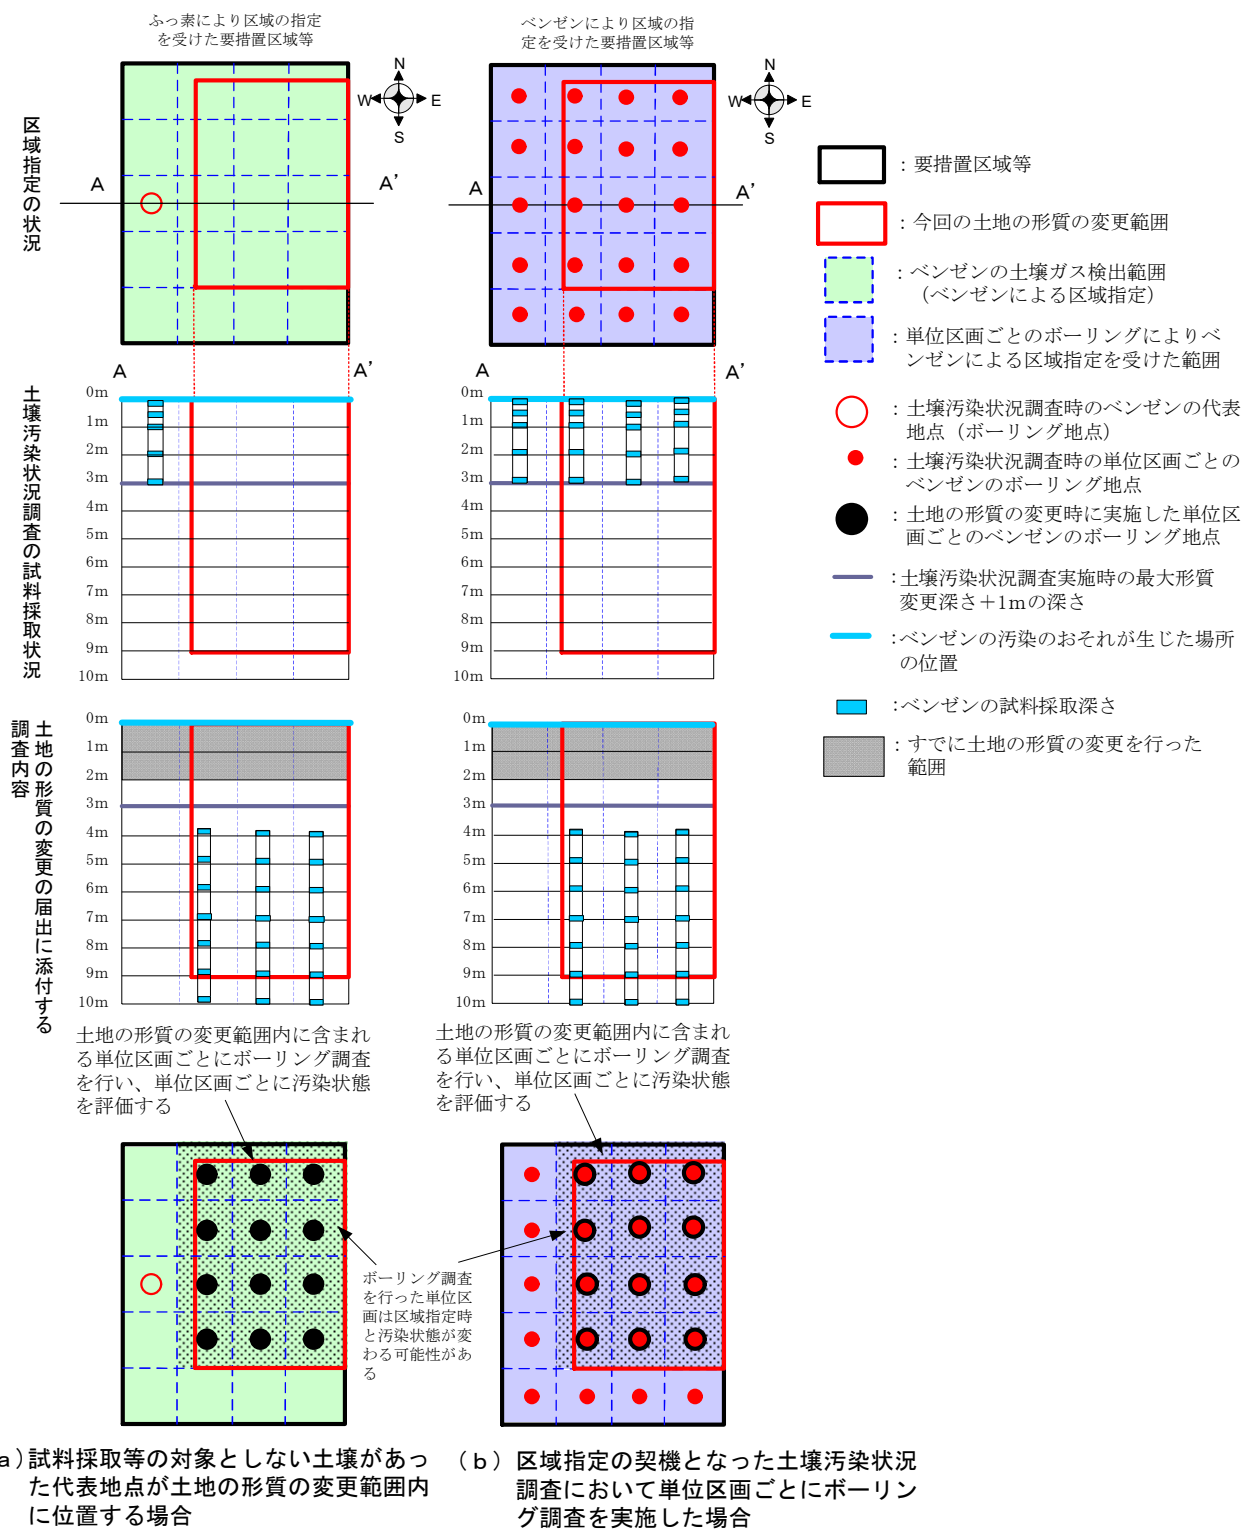 ふっ素により区域の指定
を受けた要措置区域等
ベンゼンにより区域の指
定を受けた要措置区域等
N
W
E
S
N
W
E
S
区域指定の状況
A
A'
A
A'
：要措置区域等
：今回の土地の形質の変更範囲
：ベンゼンの土壌ガス検出範囲
（ベンゼンによる区域指定）
：単位区画ごとのボーリングによりベ
ンゼンによる区域指定を受けた範囲
：土壌汚染状況調査時のベンゼンの代表
地点（ボーリング地点）
：土壌汚染状況調査時の単位区画ごとの
ベンゼンのボーリング地点
：土地の形質の変更時に実施した単位区
画ごとのベンゼンのボーリング地点
：土壌汚染状況調査実施時の最大形質
変更深さ＋1mの深さ
：ベンゼンの汚染のおそれが生じた場所
の位置
：ベンゼンの試料採取深さ
：すでに土地の形質の変更を行った
範囲
土壌汚染状況調査の試料採取状況
A
A'
0m
1m
2m
3m
4m
5m
6m
7m
8m
9m
10m
A
A'
0m
1m
2m
3m
4m
5m
6m
7m
8m
9m
10m
土地の形質の変更の届出に添付する
調査内容
0m
1m
2m
3m
4m
5m
6m
7m
8m
9m
10m
0m
1m
2m
3m
4m
5m
6m
7m
8m
9m
10m
土地の形質の変更範囲内に含まれ
る単位区画ごとにボーリング調査
を行い、単位区画ごとに汚染状態
を評価する
土地の形質の変更範囲内に含まれ
る単位区画ごとにボーリング調査
を行い、単位区画ごとに汚染状態
を評価する
ボーリング調査
を行った単位区
画は区域指定時
と汚染状態が変
わる可能性があ
る
a）試料採取等の対象としない土壌があっ
た代表地点が土地の形質の変更範囲内
に位置する場合
（b）区域指定の契機となった土壌汚染状況
調査において単位区画ごとにボーリン
グ調査を実施した場合